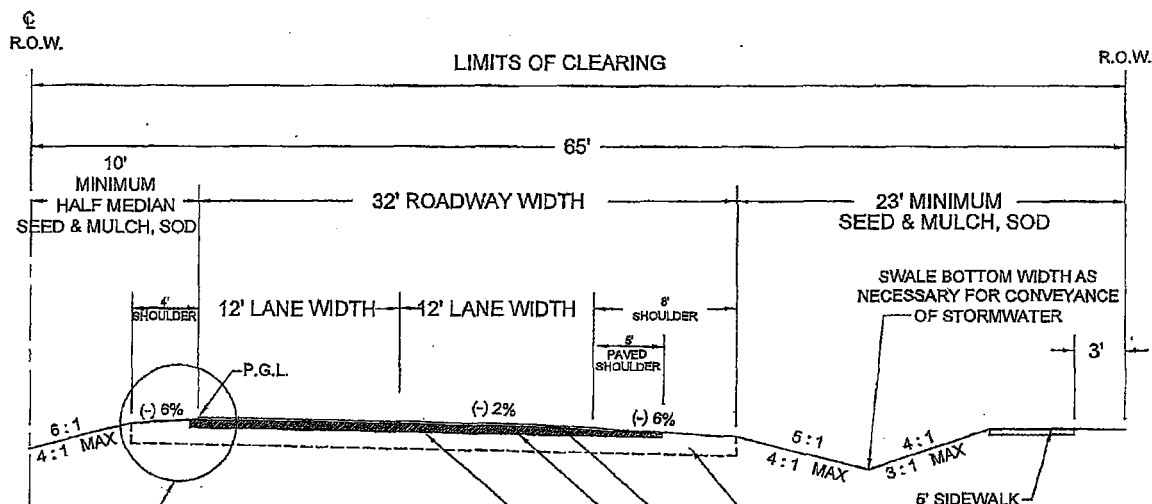 ℄
R.O.W.
R.O.W.
LIMITS OF CLEARING
65'
10'
MINIMUM
HALF MEDIAN
SEED & MULCH, SOD
32' ROADWAY WIDTH
23' MINIMUM
SEED & MULCH, SOD
4'
SHOULDER
12' LANE WIDTH
12' LANE WIDTH
8'
SHOULDER
5'
PAVED
SHOULDER
SWALE BOTTOM WIDTH AS
NECESSARY FOR CONVEYANCE
OF STORMWATER
3'
P.G.L.
(-) 6%
(-) 2%
(-) 6%
6:1
4:1 MAX
4:1 MAX
4:1
3:1 MAX
SIDEWALK